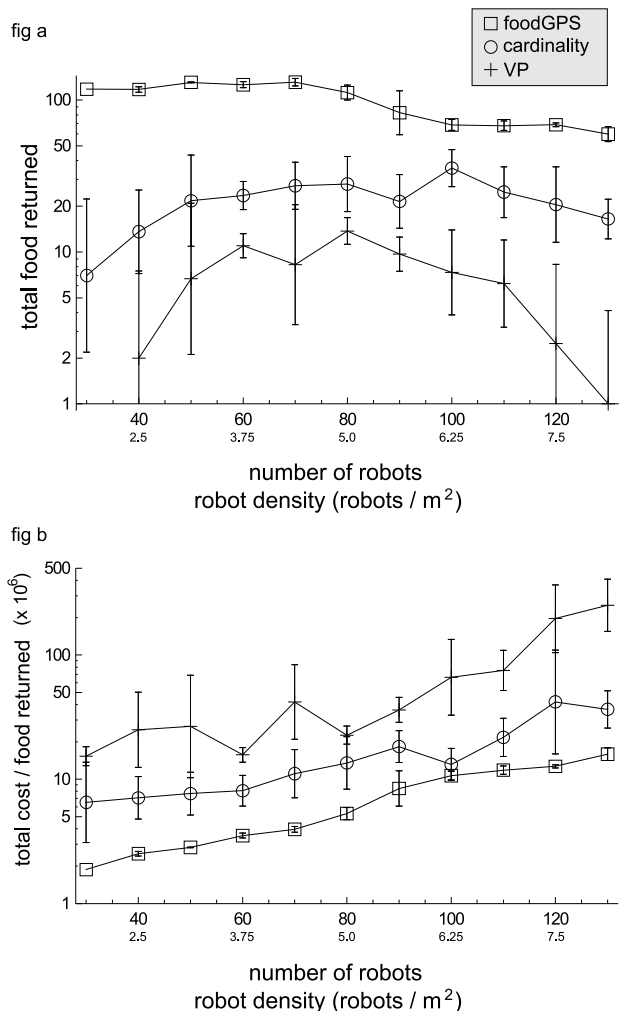 fig a
foodGPS
cardinality
VP
total food returned
100
50
20
10
5
2
1
40 60 80 100 120
2.5 3.75 5.0 6.25 7.5
number of robots
robot density (robots / m²)
fig b
total cost / food returned (x 10⁶)
500
100
50
10
5
1
40 60 80 100 120
2.5 3.75 5.0 6.25 7.5
number of robots
robot density (robots / m²)